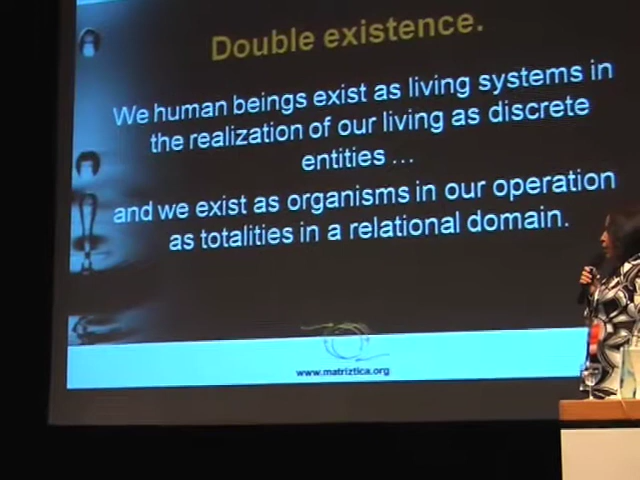 Double existence.
We human beings exist as living systems in
the realization of our living as discrete
entities ...
and we exist as organisms in our operation
as totalities in a relational domain.
www.matriztica.org